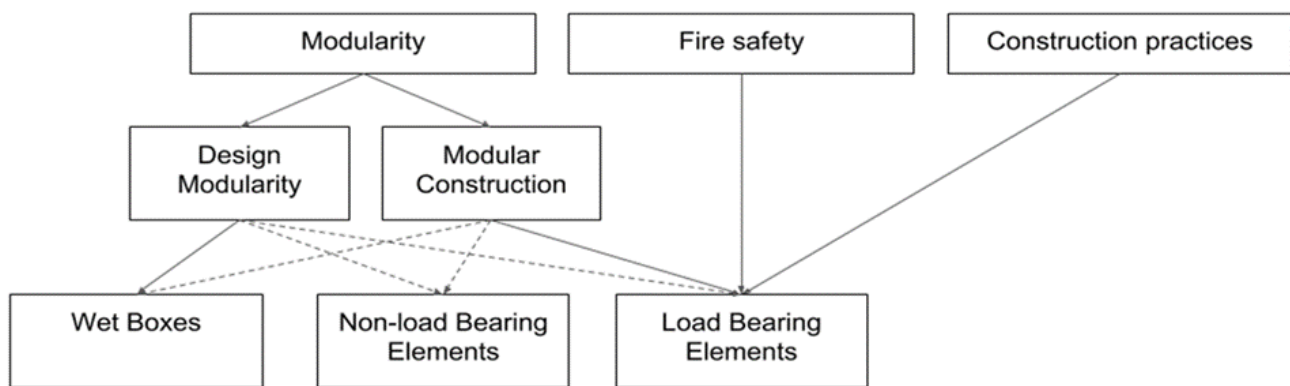 Modularity
Fire safety
Construction practices
Design
Modularity
Modular
Construction
Wet Boxes
Non-load Bearing
Elements
Load Bearing
Elements